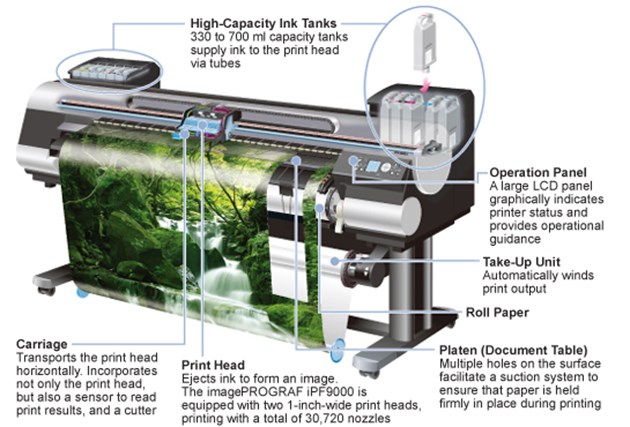 High-Capacity Ink Tanks
330 to 700 ml capacity tanks
supply ink to the print head
via tubes
Operation Panel
A large LCD panel
graphically indicates
printer status and
provides operational
guidance
Take-Up Unit
Automatically winds
print output
Roll Paper
Carriage
Transports the print head
horizontally. Incorporates
not only the print head,
but also a sensor to read
print results, and a cutter
Print Head
Ejects ink to form an image.
The imagePROGRAF iPF9000 is
equipped with two 1-inch-wide print heads,
printing with a total of 30,720 nozzles
Platen (Document Table)
Multiple holes on the surface
facilitate a suction system to
ensure that paper is held
firmly in place during printing